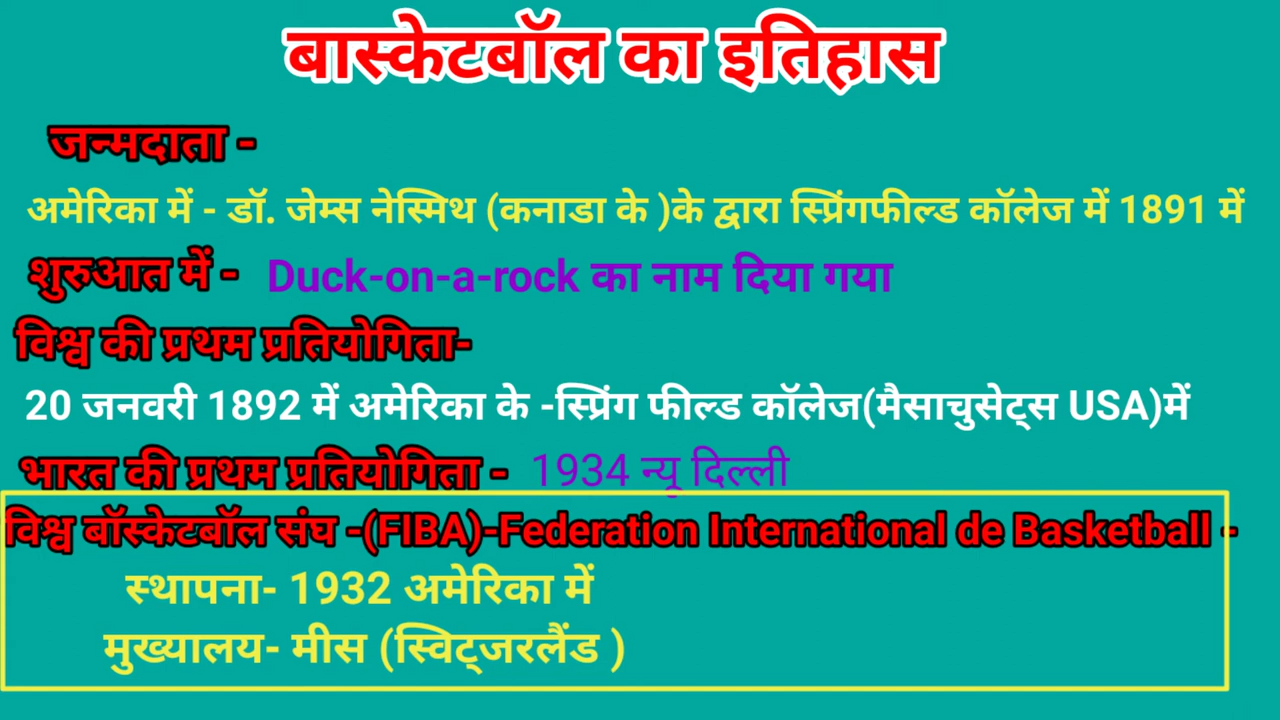 बास्केटबॉल का इतिहास
जन्मदाता -
अमेरिका में - डॉ. जेम्स नेस्मिथ (कनाडा के )के द्वारा स्प्रिंगफील्ड कॉलेज में 1891 में
शुरुआत में - Duck-on-a-rock का नाम दिया गया
विश्व की प्रथम प्रतियोगिता-
20 जनवरी 1892 में अमेरिका के -स्प्रिंग फील्ड कॉलेज(मैसाचुसेट्स USA)में
भारत की प्रथम प्रतियोगिता - 1934 न्यू दिल्ली
विश्व बॉस्केटबॉल संघ -(FIBA)-Federation International de Basketball -
स्थापना- 1932 अमेरिका में
मुख्यालय- मीस (स्विट्जरलैंड )